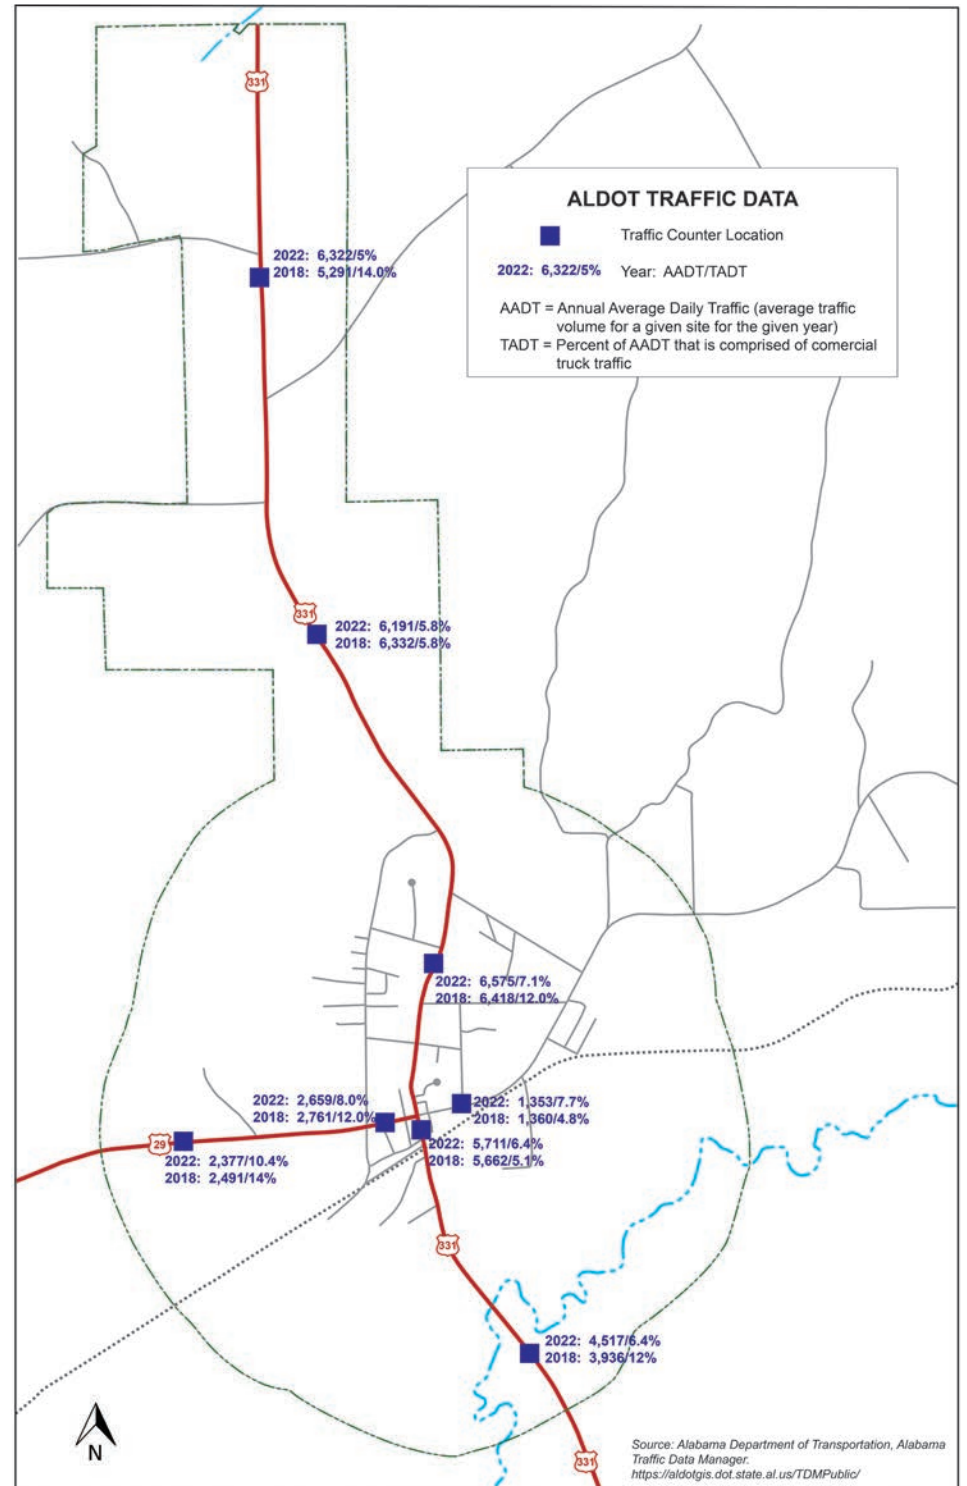 331
ALDOT TRAFFIC DATA
Traffic Counter Location
2022: 6,322/5% Year: AADT/TADT
AADT = Annual Average Daily Traffic (average traffic
volume for a given site for the given year)
TADT = Percent of AADT that is comprised of comercial
truck traffic
2022: 6,322/5%
2018: 5,291/14.0%
331
2022: 6,191/5.8%
2018: 6,332/5.8%
2022: 6,575/7.1%
2018: 6,418/12.0%
2022: 2,659/8.0%
2018: 2,761/12.0%
2022: 1,353/7.7%
2018: 1,360/4.8%
2022: 5,711/6.4%
2018: 5,662/5.1%
29
2022: 2,377/10.4%
2018: 2,491/14%
331
2022: 4,517/6.4%
2018: 3,936/12%
N
331
Source: Alabama Department of Transportation, Alabama
Traffic Data Manager.
https://aldotgis.dot.state.al.us/TDMPublic/